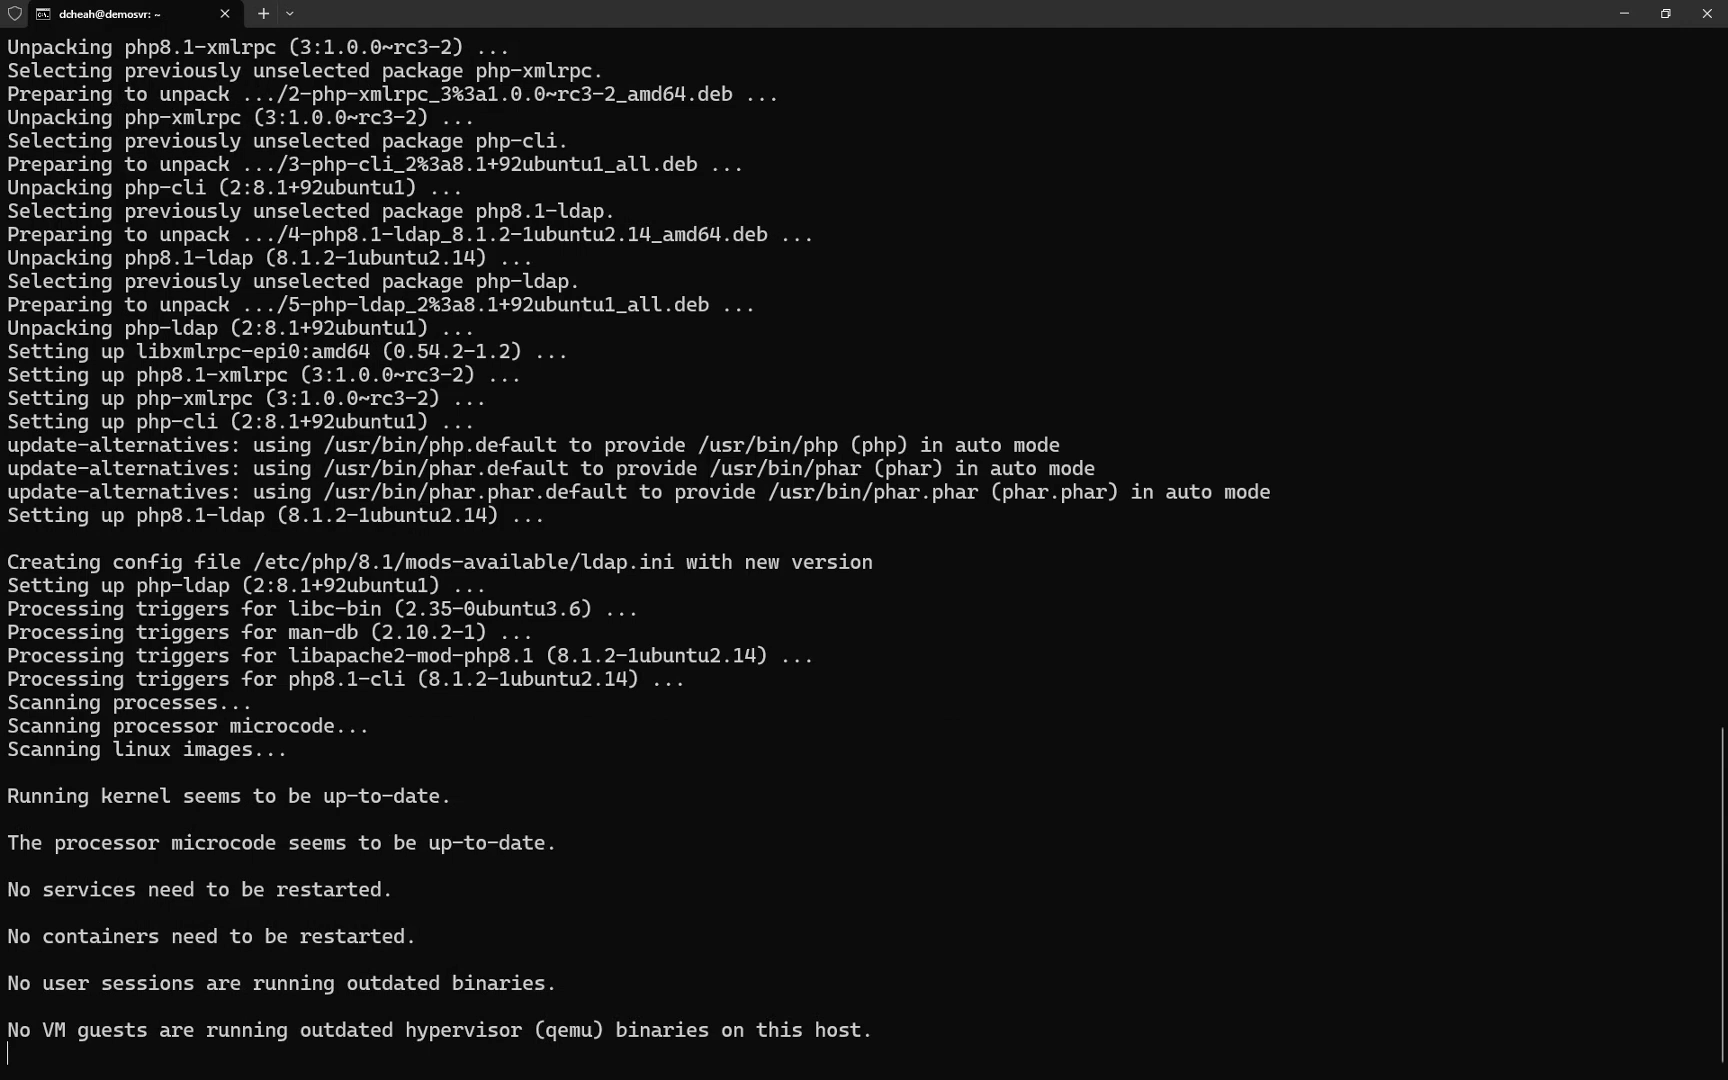 dcheah@demosvr: ~
Unpacking php8.1-xmlrpc (3:1.0.0~rc3-2) ...
Selecting previously unselected package php-xmlrpc.
Preparing to unpack .../2-php-xmlrpc_3%3a1.0.0~rc3-2_amd64.deb ...
Unpacking php-xmlrpc (3:1.0.0~rc3-2) ...
Selecting previously unselected package php-cli.
Preparing to unpack .../3-php-cli_2%3a8.1+92ubuntu1_all.deb ...
Unpacking php-cli (2:8.1+92ubuntu1) ...
Selecting previously unselected package php8.1-ldap.
Preparing to unpack .../4-php8.1-ldap_8.1.2-1ubuntu2.14_amd64.deb ...
Unpacking php8.1-ldap (8.1.2-1ubuntu2.14) ...
Selecting previously unselected package php-ldap.
Preparing to unpack .../5-php-ldap_2%3a8.1+92ubuntu1_all.deb ...
Unpacking php-ldap (2:8.1+92ubuntu1) ...
Setting up libxmlrpc-epi0:amd64 (0.54.2-1.2) ...
Setting up php8.1-xmlrpc (3:1.0.0~rc3-2) ...
Setting up php-xmlrpc (3:1.0.0~rc3-2) ...
Setting up php-cli (2:8.1+92ubuntu1) ...
update-alternatives: using /usr/bin/php.default to provide /usr/bin/php (php) in auto mode
update-alternatives: using /usr/bin/phar.default to provide /usr/bin/phar (phar) in auto mode
update-alternatives: using /usr/bin/phar.phar.default to provide /usr/bin/phar.phar (phar.phar) in auto mode
Setting up php8.1-ldap (8.1.2-1ubuntu2.14) ...
Creating config file /etc/php/8.1/mods-available/ldap.ini with new version
Setting up php-ldap (2:8.1+92ubuntu1) ...
Processing triggers for libc-bin (2.35-0ubuntu3.6) ...
Processing triggers for man-db (2.10.2-1) ...
Processing triggers for libapache2-mod-php8.1 (8.1.2-1ubuntu2.14) ...
Processing triggers for php8.1-cli (8.1.2-1ubuntu2.14) ...
Scanning processes...
Scanning processor microcode...
Scanning linux images...
Running kernel seems to be up-to-date.
The processor microcode seems to be up-to-date.
No services need to be restarted.
No containers need to be restarted.
No user sessions are running outdated binaries.
No VM guests are running outdated hypervisor (qemu) binaries on this host.